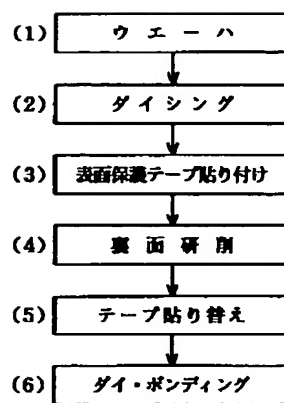 (1) ウエーハ
(2) ダイシング
(3) 表面保護テープ貼り付け
(4) 裏面研削
(5) テープ貼り替え
(6) ダイ・ボンディング